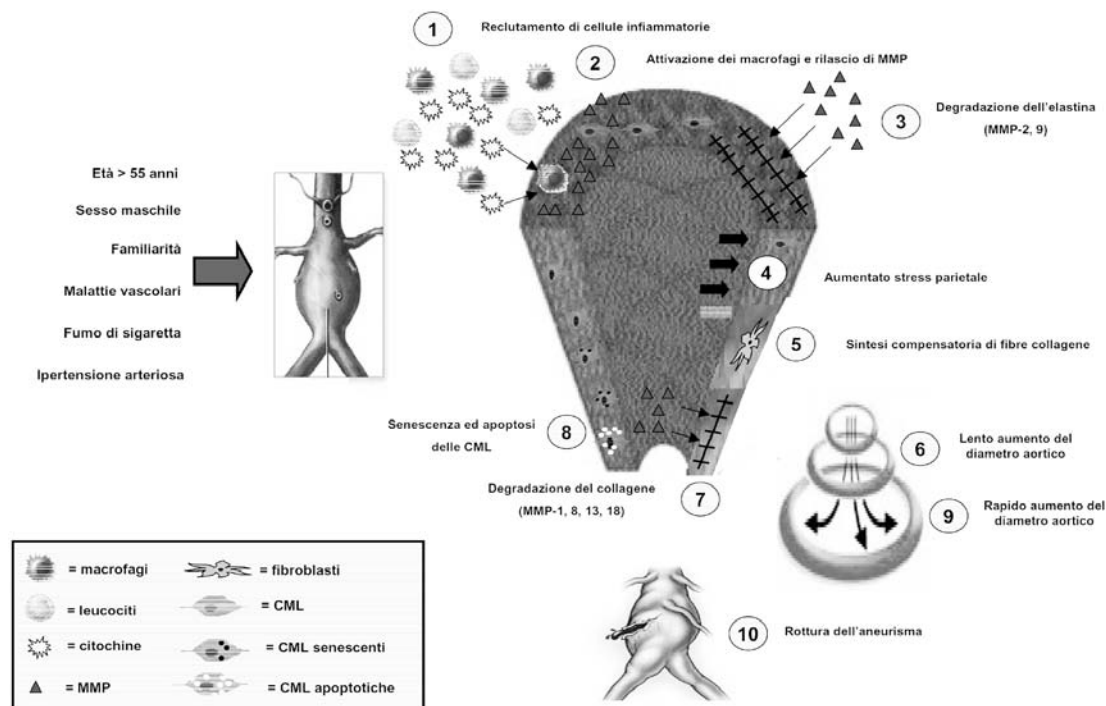 1
Reclutamento di cellule infiammatorie
2
Attivazione dei macrofagi e rilascio di MMP
3
Degradazione dell'elastina
(MMP-2, 9)
Età > 55 anni
Sesso maschile
Familiarità
Malattie vascolari
Fumo di sigaretta
Ipertensione arteriosa
4
Aumentato stress parietale
5
Sintesi compensatoria di fibre collagene
6
Lento aumento del
diametro aortico
Degradazione del collagene
(MMP-1, 8, 13, 18)
7
Senescenza ed apoptosi
delle CML
8
9
Rapido aumento del
diametro aortico
10
Rottura dell'aneurisma
= macrofagi
= fibroblasti
= leucociti
= CML
= citochine
= CML senescenti
= MMP
= CML apoptotiche